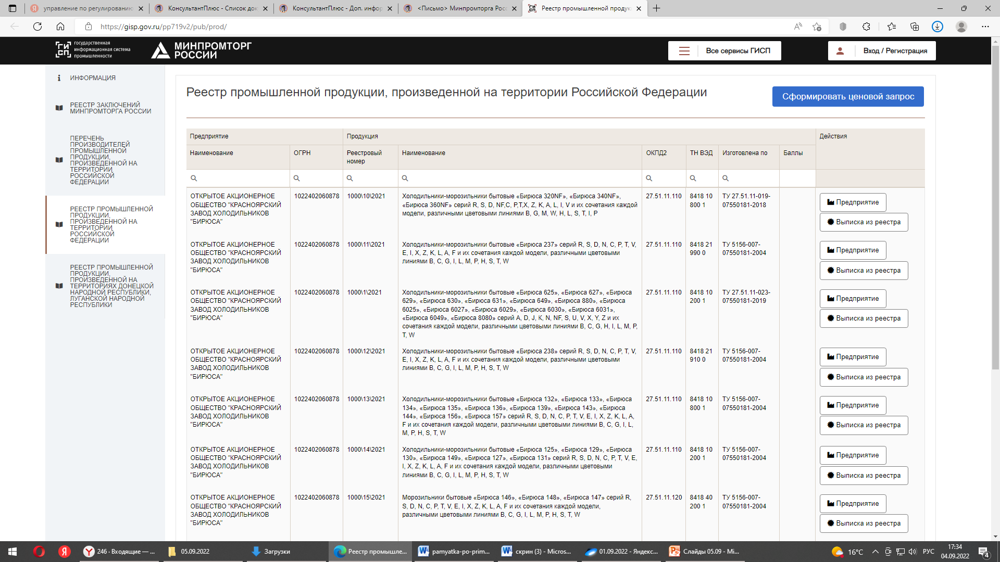 управление по регулированию
КонсультантПлюс - Список док
КонсультантПлюс - Доп. инфор
<Письмо> Минпромторга Росс
Реестр промышленной продук
https://gisp.gov.ru/pp719v2/pub/prod/
государственная
информационная система
промышленности
ГИСП
МИНПРОМТОРГ
РОССИИ
Все сервисы ГИСП
Вход / Регистрация
ИНФОРМАЦИЯ
РЕЕСТР ЗАКЛЮЧЕНИЙ
МИНПРОМТОРГА РОССИИ
ПЕРЕЧЕНЬ
ПРОИЗВОДИТЕЛЕЙ
ПРОМЫШЛЕННОЙ
ПРОДУКЦИИ,
ПРОИЗВЕДЕННОЙ НА
ТЕРРИТОРИИ
РОССИЙСКОЙ
ФЕДЕРАЦИИ
РЕЕСТР ПРОМЫШЛЕННОЙ
ПРОДУКЦИИ,
ПРОИЗВЕДЕННОЙ НА
ТЕРРИТОРИИ
РОССИЙСКОЙ
ФЕДЕРАЦИИ
РЕЕСТР ПРОМЫШЛЕННОЙ
ПРОДУКЦИИ,
ПРОИЗВЕДЕННОЙ НА
ТЕРРИТОРИЯХ ДОНЕЦКОЙ
НАРОДНОЙ РЕСПУБЛИКИ,
ЛУГАНСКОЙ НАРОДНОЙ
РЕСПУБЛИКИ
Реестр промышленной продукции, произведенной на территории Российской Федерации
Сформировать ценовой запрос
Предприятие Продукция Действия
Наименование ОГРН Реестровый номер Наименование ОКПД2 ТН ВЭД Изготовлена по Баллы
ОТКРЫТОЕ АКЦИОНЕРНОЕ
ОБЩЕСТВО "КРАСНОЯРСКИЙ
ЗАВОД ХОЛОДИЛЬНИКОВ
"БИРЮСА"
1022402060878
1000\10\2021
Холодильники-морозильники бытовые «Бирюса 320NF», «Бирюса 340NF»,
«Бирюса 360NF» серий R, S, D, NF,C, P,T,X, Z, K, A, L, I, V и их сочетания каждой
модели, различными цветовыми линиями B, G, M, W, H, L, S, T, I, P
27.51.11.110
8418 10
800 1
ТУ 27.51.11-019-
07550181-2018
Предприятие
Выписка из реестра
ОТКРЫТОЕ АКЦИОНЕРНОЕ
ОБЩЕСТВО "КРАСНОЯРСКИЙ
ЗАВОД ХОЛОДИЛЬНИКОВ
"БИРЮСА"
1022402060878
1000\11\2021
Холодильники-морозильники бытовые «Бирюса 237» серий R, S, D, N, C, P, T, V,
E, I, X, Z, K, L, A, F и их сочетания каждой модели, различными цветовыми
линиями B, C, G, I, L, M, P, H, S, T, W
27.51.11.110
8418 21
990 0
ТУ 5156-007-
07550181-2004
Предприятие
Выписка из реестра
ОТКРЫТОЕ АКЦИОНЕРНОЕ
ОБЩЕСТВО "КРАСНОЯРСКИЙ
ЗАВОД ХОЛОДИЛЬНИКОВ
"БИРЮСА"
1022402060878
1000\1\2021
Холодильники-морозильники бытовые «Бирюса 625», «Бирюса 627», «Бирюса
629», «Бирюса 630», «Бирюса 631», «Бирюса 649», «Бирюса 880», «Бирюса
6025», «Бирюса 6027», «Бирюса 6029», «Бирюса 6030», «Бирюса 6031»,
«Бирюса 6049», «Бирюса 8080» серий A, D, J, K, N, NF, S, U, V, X, Y, Z и их
сочетания каждой модели, различными цветовыми линиями B, C, G, H, I, L, M, P,
T, W
27.51.11.110
8418 10
200 1
ТУ 27.51.11-023-
07550181-2019
Предприятие
Выписка из реестра
ОТКРЫТОЕ АКЦИОНЕРНОЕ
ОБЩЕСТВО "КРАСНОЯРСКИЙ
ЗАВОД ХОЛОДИЛЬНИКОВ
"БИРЮСА"
1022402060878
1000\12\2021
Холодильники-морозильники бытовые «Бирюса 238» серий R, S, D, N, C, P, T, V,
E, I, X, Z, K, L, A, F и их сочетания каждой модели, различными цветовыми
линиями B, C, G, I, L, M, P, H, S, T, W
27.51.11.110
8418 21
910 0
ТУ 5156-007-
07550181-2004
Предприятие
Выписка из реестра
ОТКРЫТОЕ АКЦИОНЕРНОЕ
ОБЩЕСТВО "КРАСНОЯРСКИЙ
ЗАВОД ХОЛОДИЛЬНИКОВ
"БИРЮСА"
1022402060878
1000\13\2021
Холодильники-морозильники бытовые «Бирюса 132», «Бирюса 133», «Бирюса
134», «Бирюса 135», «Бирюса 136», «Бирюса 139», «Бирюса 143», «Бирюса
144», «Бирюса 156», «Бирюса 157» серий R, S, D, N, C, P, T, V, E, I, X, Z, K, L, A,
F и их сочетания каждой модели, различными цветовыми линиями B, C, G, I, L,
M, P, H, S, T, W
27.51.11.110
8418 10
800 1
ТУ 5156-007-
07550181-2004
Предприятие
Выписка из реестра
ОТКРЫТОЕ АКЦИОНЕРНОЕ
ОБЩЕСТВО "КРАСНОЯРСКИЙ
ЗАВОД ХОЛОДИЛЬНИКОВ
"БИРЮСА"
1022402060878
1000\14\2021
Холодильники-морозильники бытовые «Бирюса 125», «Бирюса 129», «Бирюса
130», «Бирюса 149», «Бирюса 127», «Бирюса 131» серий R, S, D, N, C, P, T, V, E,
I, X, Z, K, L, A, F и их сочетания каждой модели, различными цветовыми
линиями B, C, G, I, L, M, P, H, S, T, W
27.51.11.110
8418 10
200 1
ТУ 5156-007-
07550181-2004
Предприятие
Выписка из реестра
ОТКРЫТОЕ АКЦИОНЕРНОЕ
ОБЩЕСТВО "КРАСНОЯРСКИЙ
ЗАВОД ХОЛОДИЛЬНИКОВ
"БИРЮСА"
1022402060878
1000\15\2021
Морозильники бытовые «Бирюса 146», «Бирюса 148», «Бирюса 147» серий R,
S, D, N, C, P, T, V, E, I, X, Z, K, L, A, F и их сочетания каждой модели,
различными цветовыми линиями B, C, G, I, L, M, P, H, S, T, W
27.51.11.120
8418 40
200 1
ТУ 5156-007-
07550181-2004
Предприятие
Выписка из реестра
246 · Входящие — ...
05.09.2022
Загрузки
Реестр промышле...
pamyatka-po-prim...
скрин (3) - Micros...
01.09.2022 - Яндекс...
Слайды 05.09 - Mi...
16°C
РУС
17:34
04.09.2022
4